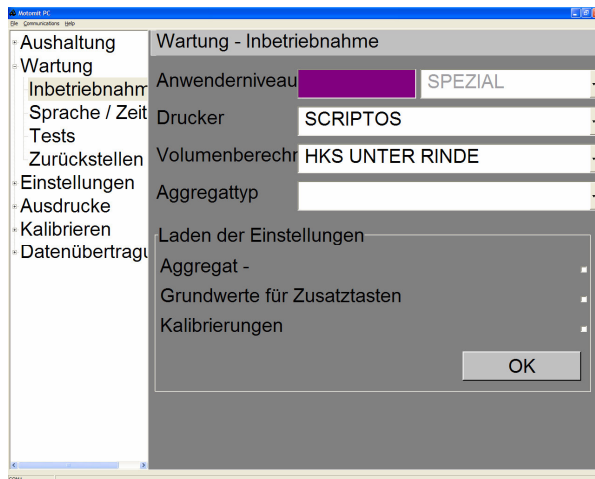 Motomit PC
File Communications Help
Aushaltung
Wartung
Inbetriebnahm
Sprache / Zeit
Tests
Zurückstellen
Einstellungen
Ausdrucke
Kalibrieren
Datenübertragu
Wartung - Inbetriebnahme
Anwenderniveau SPEZIAL
Drucker SCRIPTOS
Volumenberechr HKS UNTER RINDE
Aggregattyp
Laden der Einstellungen
Aggregat -
Grundwerte für Zusatztasten
Kalibrierungen
OK